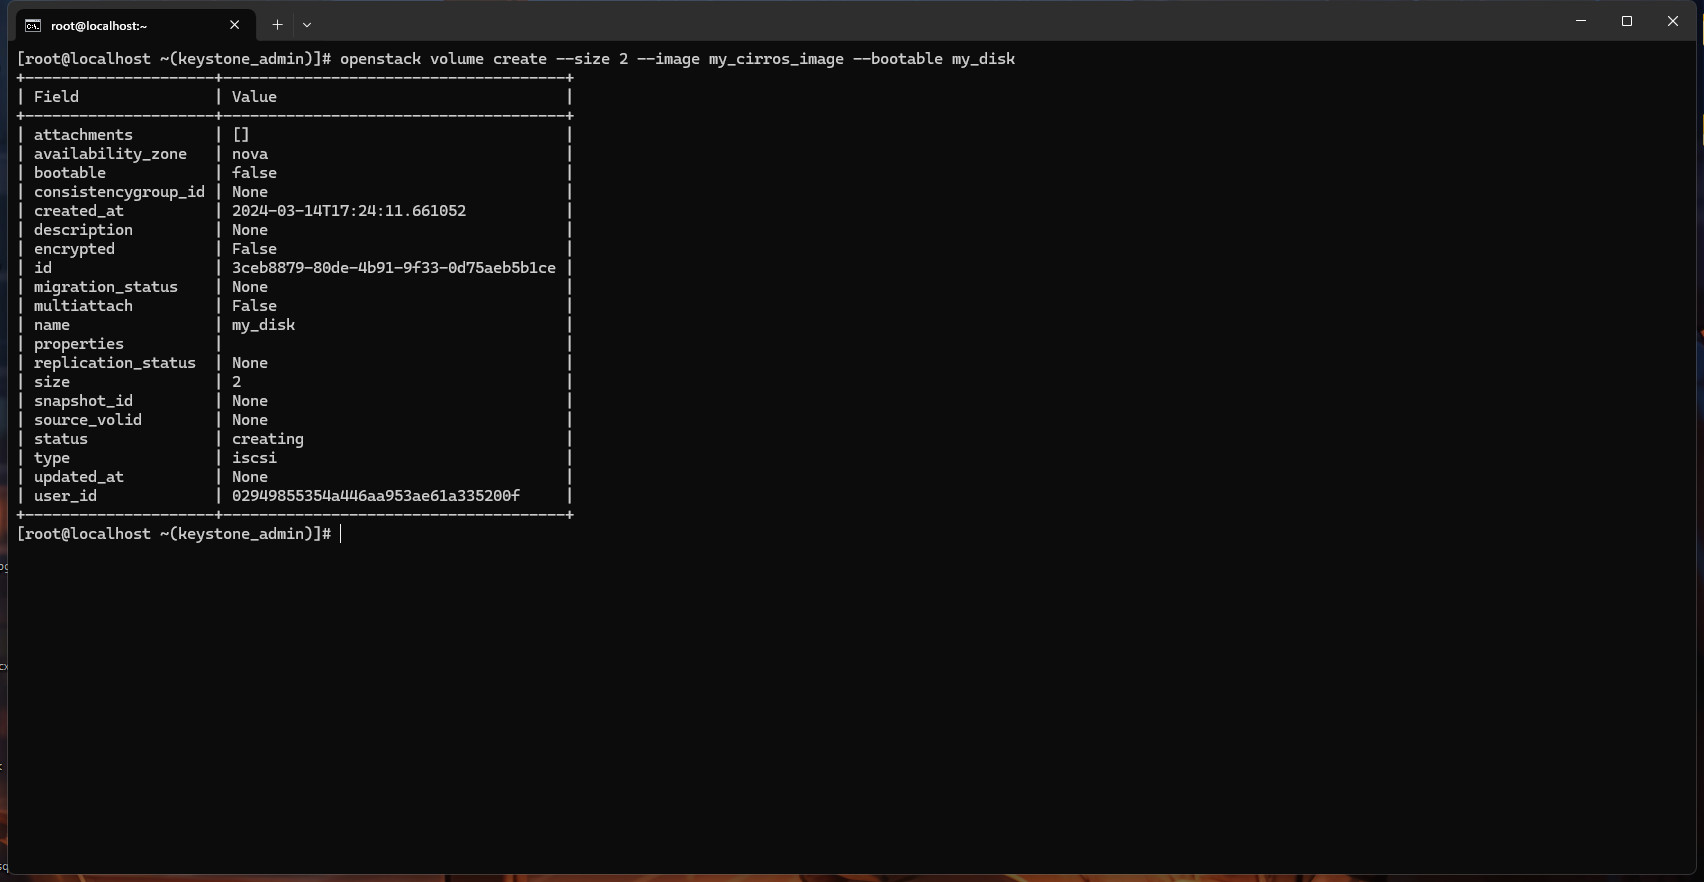 root@localhost:~
[root@localhost ~(keystone_admin)]# openstack volume create --size 2 --image my_cirros_image --bootable my_disk
+---------------------+--------------------------------------+
| Field               | Value                                |
+---------------------+--------------------------------------+
| attachments         | []                                   |
| availability_zone   | nova                                 |
| bootable            | false                                |
| consistencygroup_id | None                                 |
| created_at          | 2024-03-14T17:24:11.661052           |
| description         | None                                 |
| encrypted           | False                                |
| id                  | 3ceb8879-80de-4b91-9f33-0d75aeb5b1ce |
| migration_status    | None                                 |
| multiattach         | False                                |
| name                | my_disk                              |
| properties          |                                      |
| replication_status  | None                                 |
| size                | 2                                    |
| snapshot_id         | None                                 |
| source_volid        | None                                 |
| status              | creating                             |
| type                | iscsi                                |
| updated_at          | None                                 |
| user_id             | 02949855354a446aa953ae61a335200f     |
+---------------------+--------------------------------------+
[root@localhost ~(keystone_admin)]#